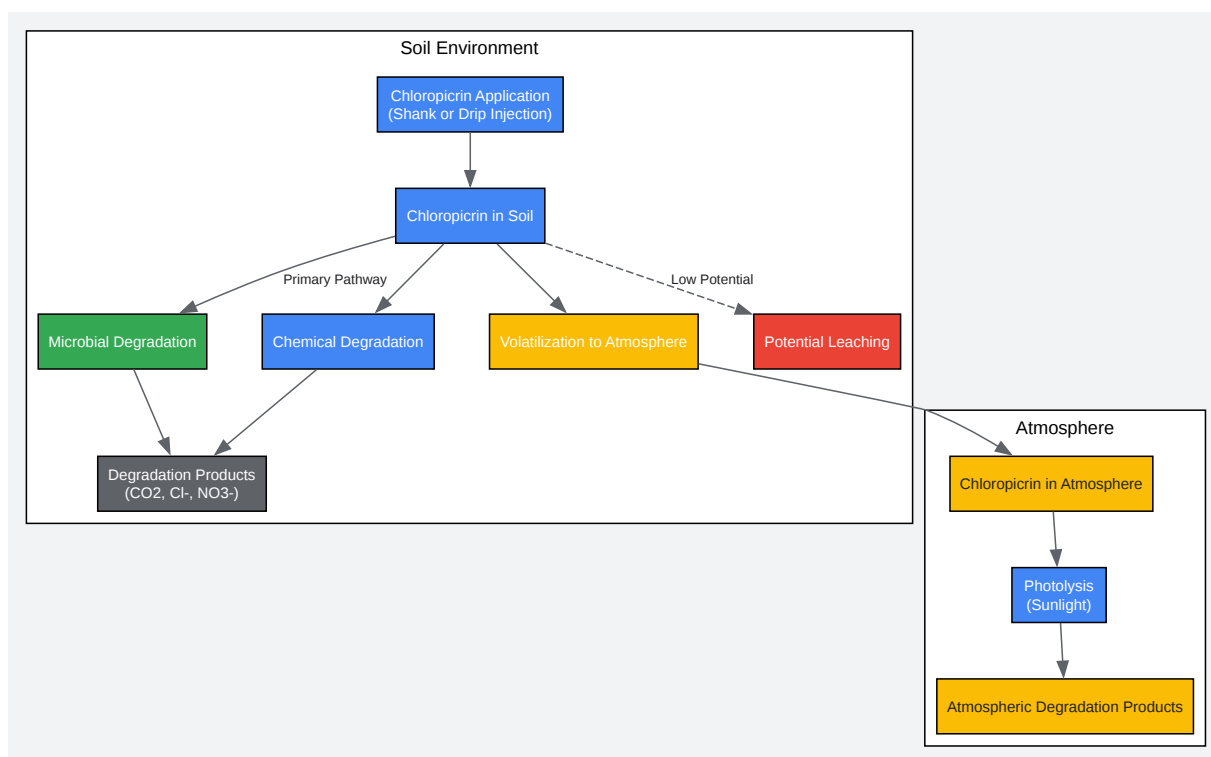 Soil Environment
Chloropicrin Application
(Shank or Drip Injection)
Chloropicrin in Soil
Primary Pathway
Low Potential
Microbial Degradation
Chemical Degradation
Volatilization to Atmosphere
Potential Leaching
Degradation Products
(CO2, Cl-, NO3-)
Atmosphere
Chloropicrin in Atmosphere
Photolysis
(Sunlight)
Atmospheric Degradation Products